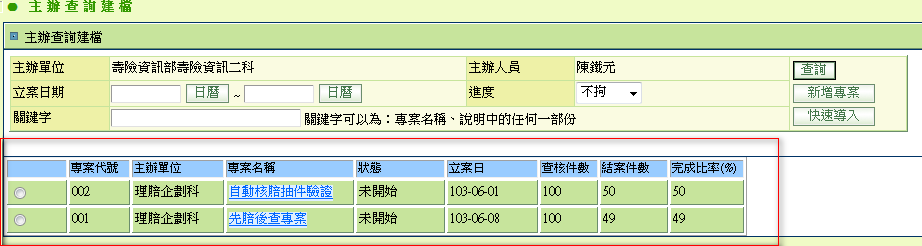 主辦查詢建檔
主辦查詢建檔
主辦單位 壽險資訊部壽險資訊二科 主辦人員 陳鐵元 查詢
立案日期 日曆 ~ 日曆 進度 不拘 新增專案
關鍵字 關鍵字可以為：專案名稱、說明中的任何一部份 快速導入
專案代號 主辦單位 專案名稱 狀態 立案日 查核件數 結案件數 完成比率(%)
002 理賠企劃科 自動核賠抽件驗證 未開始 103-06-01 100 50 50
001 理賠企劃科 先賠後查專案 未開始 103-06-08 100 49 49